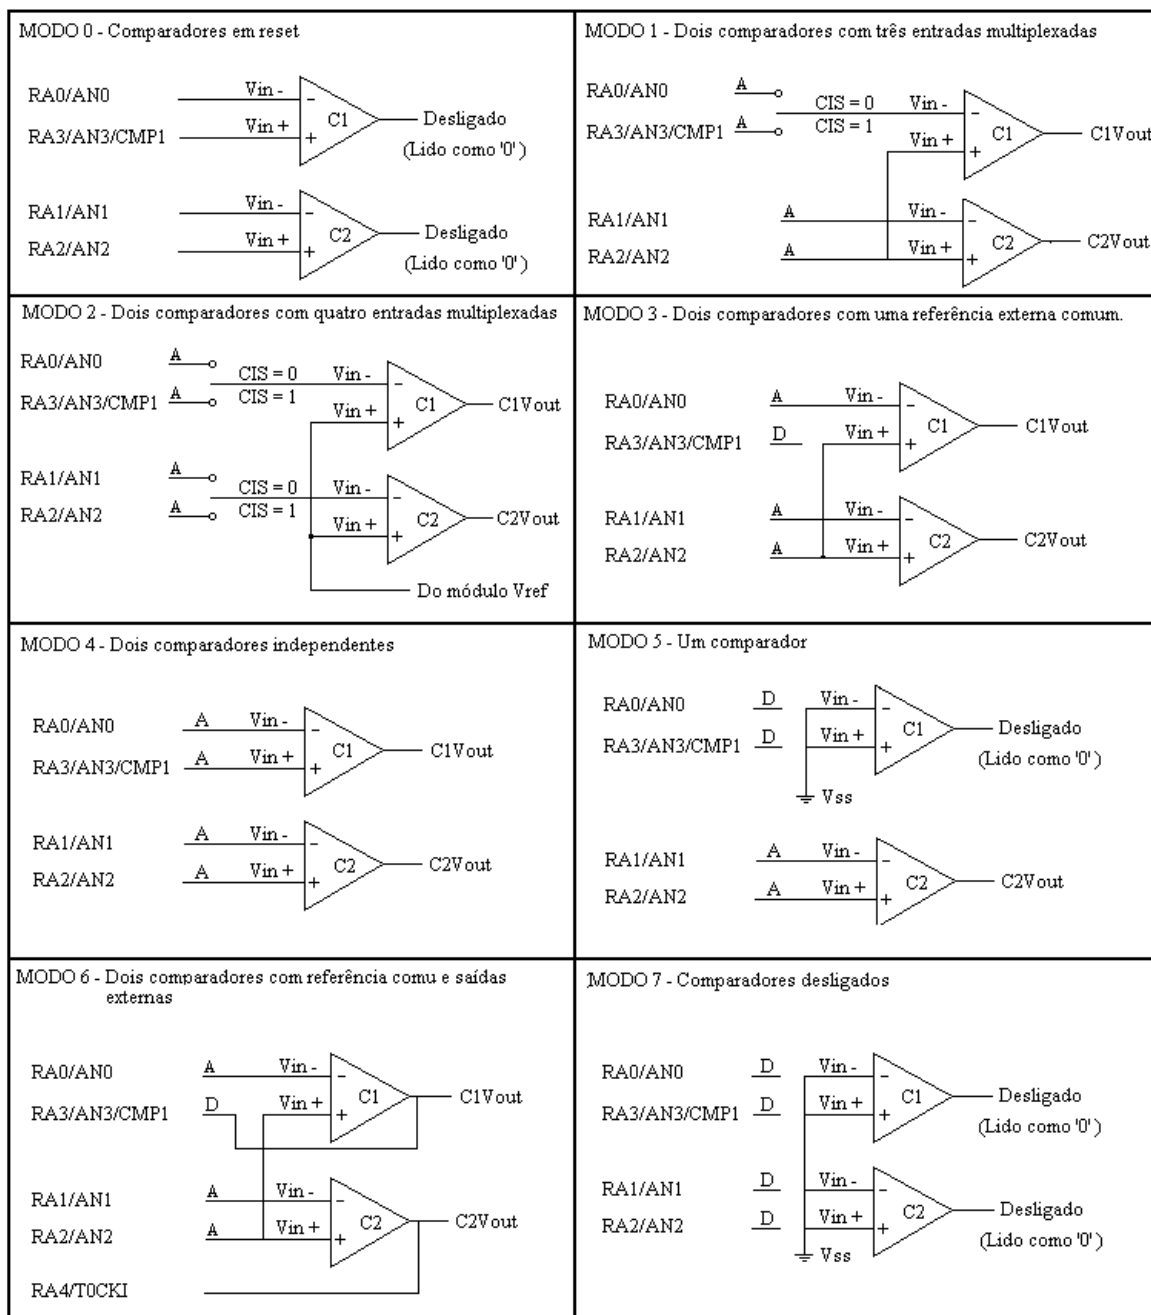 MODO 0 - Comparadores em reset
RA0/AN0
Vin -
-
RA3/AN3/CMP1
Vin +
+
C1
Desligado
(Lido como '0')
RA1/AN1
Vin -
-
RA2/AN2
Vin +
+
C2
Desligado
(Lido como '0')
MODO 1 - Dois comparadores com três entradas multiplexadas
RA0/AN0
A
CIS = 0
Vin -
-
RA3/AN3/CMP1
A
CIS = 1
Vin +
+
C1
C1Vout
RA1/AN1
A
Vin -
-
RA2/AN2
A
Vin +
+
C2
C2Vout
MODO 2 - Dois comparadores com quatro entradas multiplexadas
RA0/AN0
A
CIS = 0
Vin -
-
RA3/AN3/CMP1
A
CIS = 1
Vin +
+
C1
C1Vout
RA1/AN1
A
CIS = 0
Vin -
-
RA2/AN2
A
CIS = 1
Vin +
+
C2
C2Vout
Do módulo Vref
MODO 3 - Dois comparadores com uma referência externa comum.
RA0/AN0
A
Vin -
-
RA3/AN3/CMP1
D
Vin +
+
C1
C1Vout
RA1/AN1
A
Vin -
-
RA2/AN2
A
Vin +
+
C2
C2Vout
MODO 4 - Dois comparadores independentes
RA0/AN0
A
Vin -
-
RA3/AN3/CMP1
A
Vin +
+
C1
C1Vout
RA1/AN1
A
Vin -
-
RA2/AN2
A
Vin +
+
C2
C2Vout
MODO 5 - Um comparador
RA0/AN0
D
Vin -
-
RA3/AN3/CMP1
D
Vin +
+
C1
Desligado
(Lido como '0')
Vss
RA1/AN1
A
Vin -
-
RA2/AN2
A
Vin +
+
C2
C2Vout
MODO 6 - Dois comparadores com referência comu e saídas
externas
RA0/AN0
A
Vin -
-
RA3/AN3/CMP1
D
Vin +
+
C1
C1Vout
RA1/AN1
A
Vin -
-
RA2/AN2
A
Vin +
+
C2
C2Vout
RA4/T0CKI
MODO 7 - Comparadores desligados
RA0/AN0
D
Vin -
-
RA3/AN3/CMP1
D
Vin +
+
C1
Desligado
(Lido como '0')
RA1/AN1
D
Vin -
-
RA2/AN2
D
Vin +
+
C2
Desligado
(Lido como '0')
Vss